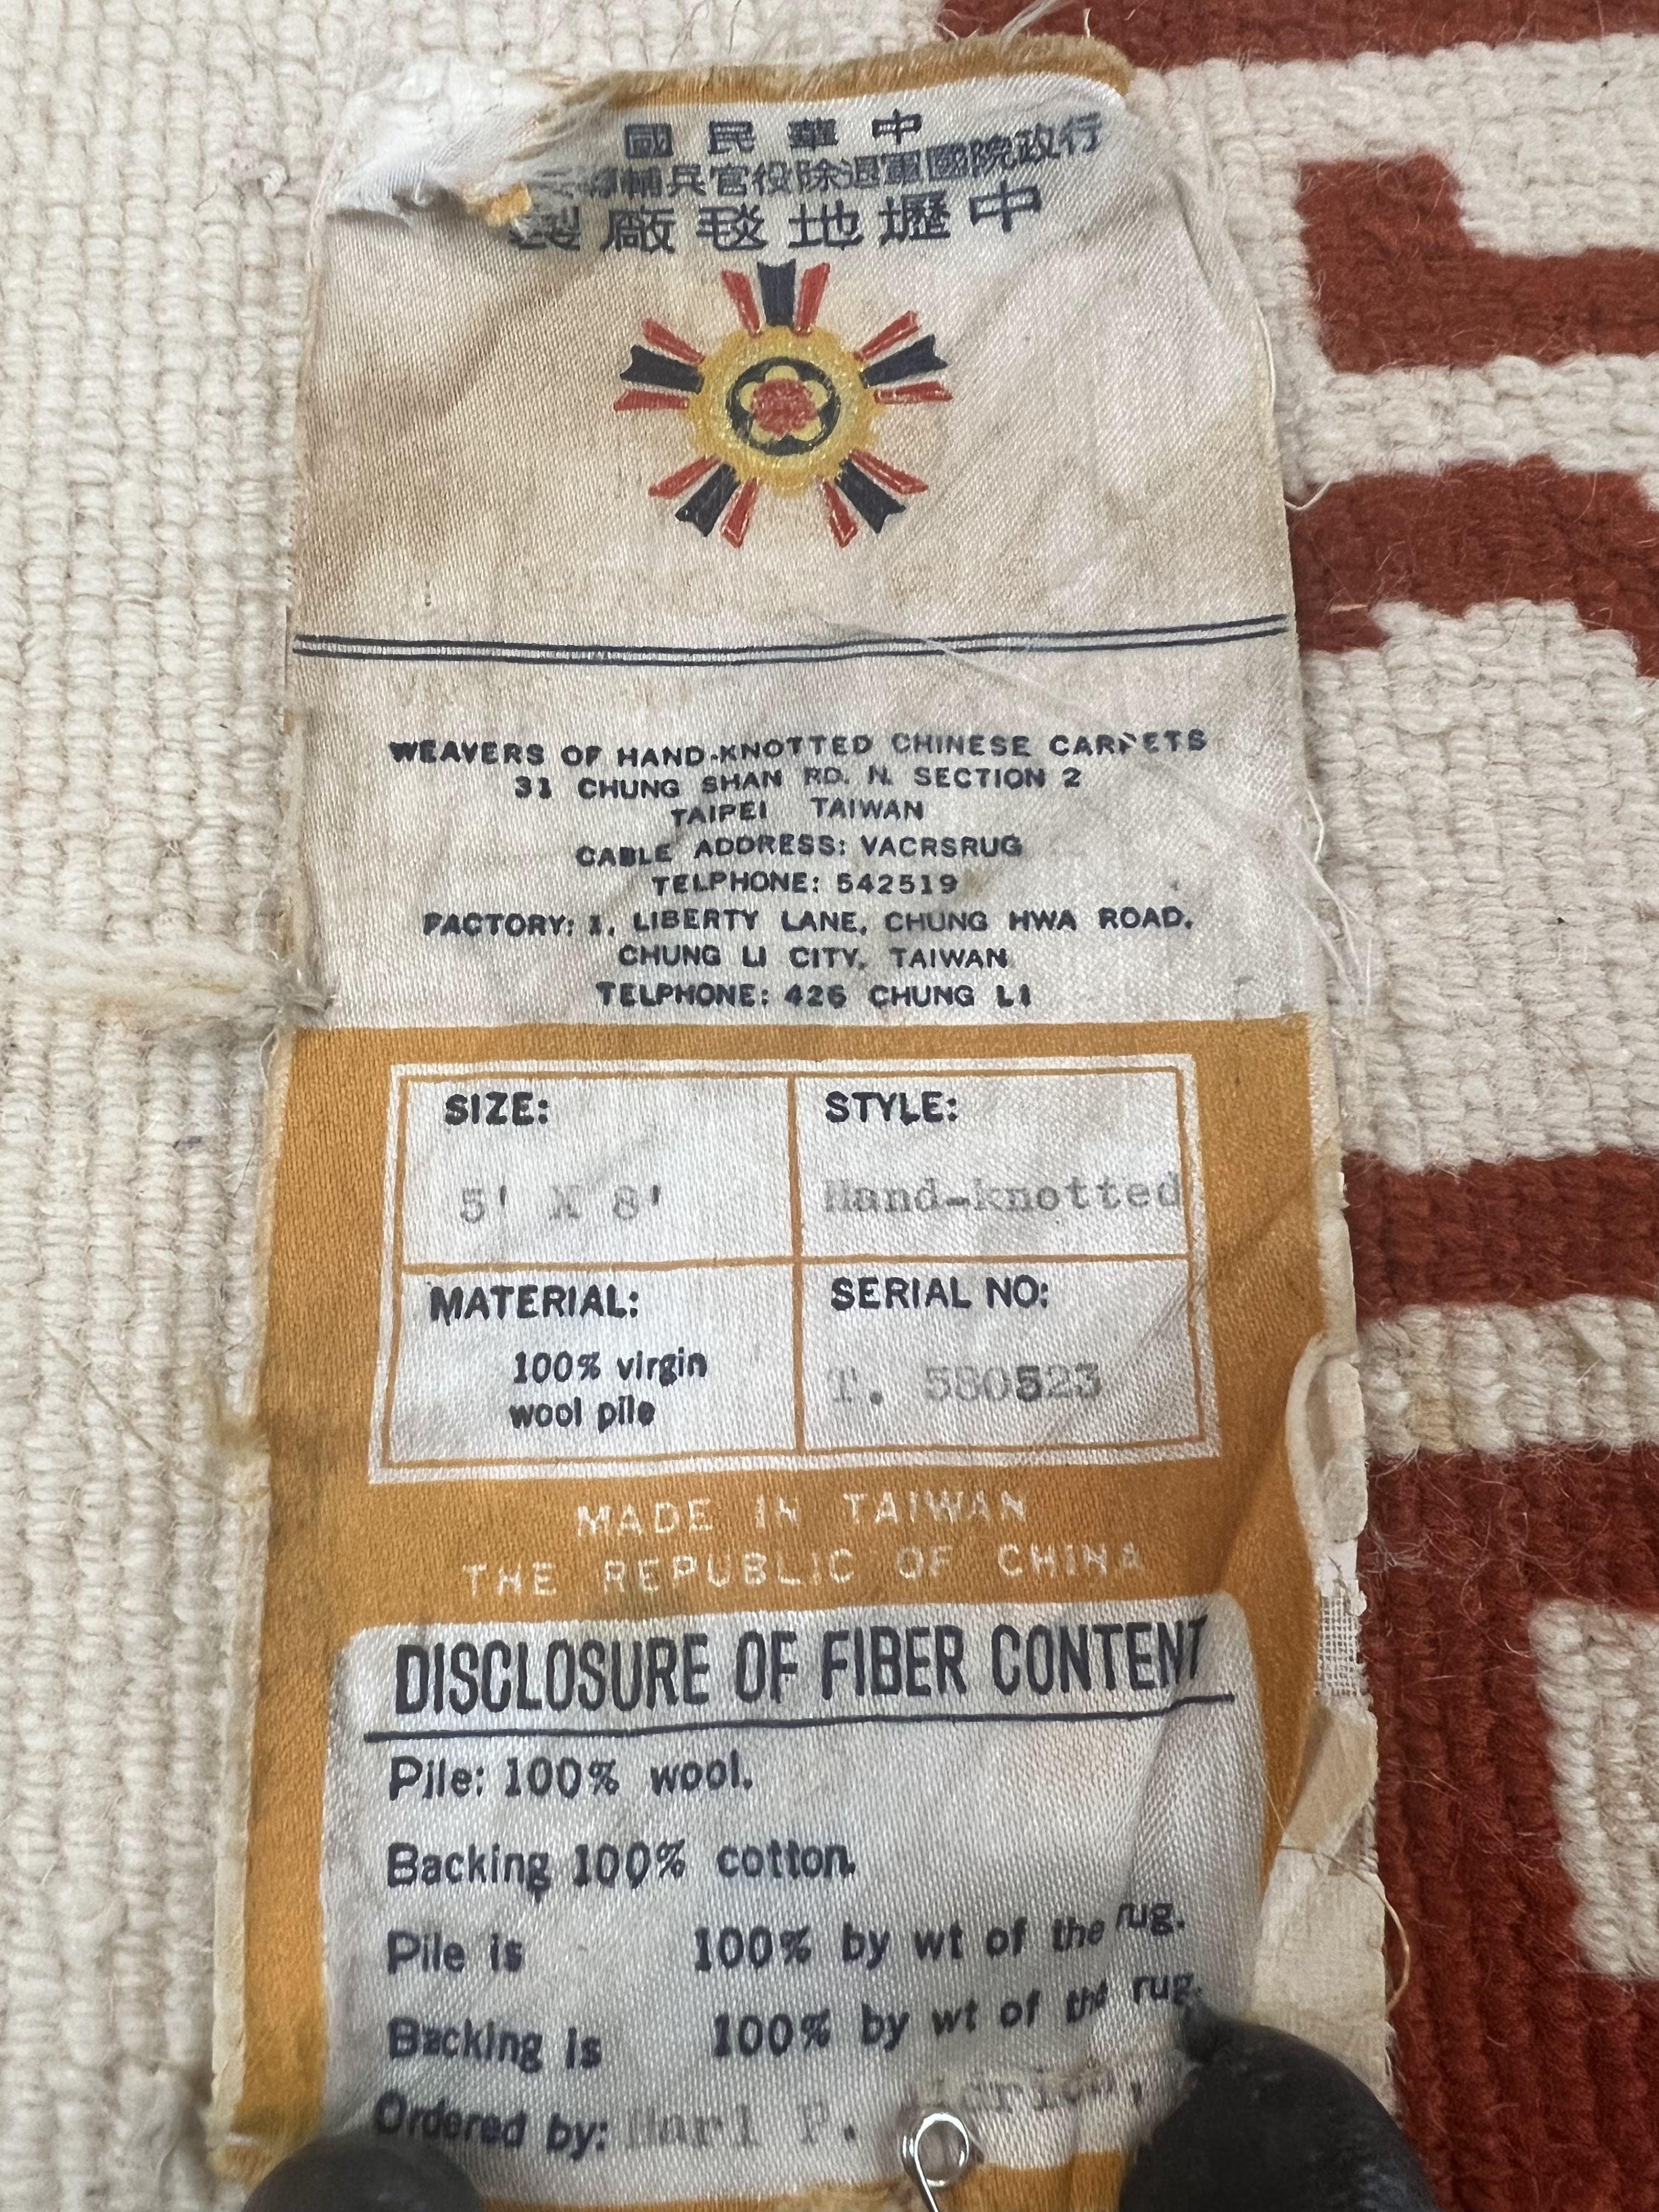 中華民國
行政院國軍退除役官兵輔導
中壢地毯廠製
WEAVERS OF HAND-KNOTTED CHINESE CARPETS
31 CHUNG SHAN RD. N. SECTION 2
TAIPEI TAIWAN
CABLE ADDRESS: VACRSRUG
TELPHONE: 542519
FACTORY: 1, LIBERTY LANE, CHUNG HWA ROAD,
CHUNG LI CITY, TAIWAN
TELPHONE: 426 CHUNG LI
SIZE:
5' X 8'
STYLE:
Hand-knotted
MATERIAL:
100% virgin
wool pile
SERIAL NO:
T. 580523
MADE IN TAIWAN
THE REPUBLIC OF CHINA
DISCLOSURE OF FIBER CONTENT
Pile: 100% wool.
Backing 100% cotton.
Pile is 100% by wt of the rug.
Backing is 100% by wt of the rug.
Ordered by: P.